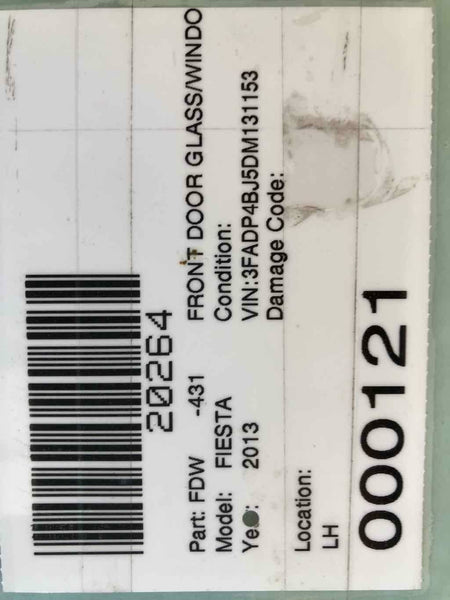 20264
Part: FDW -431 FRONT DOOR GLASS/WINDO
Model: FIESTA Condition:
Ye : 2013 VIN:3FADP4BJ5DM131153
Damage Code:
Location:
LH
000121